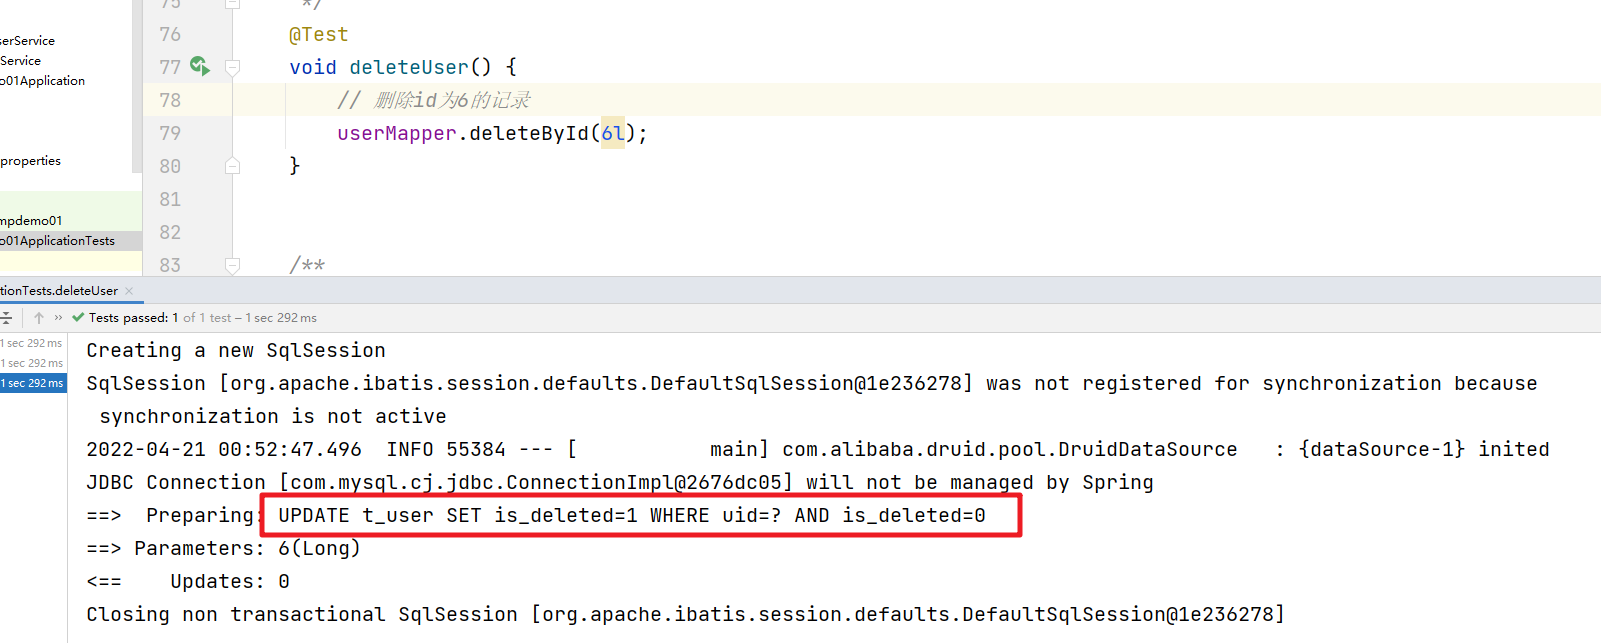 75
*/
76
@Test
serService
77
void deleteUser() {
Service
o01Application
78
// 删除id为6的记录
79
userMapper.deleteById(6l);
80
}
properties
81
mpdemo01
82
o01ApplicationTests
83
/**
tionTests.deleteUser ×
» Tests passed: 1 of 1 test – 1 sec 292 ms
1 sec 292 ms
1 sec 292 ms
1 sec 292 ms
Creating a new SqlSession
SqlSession [org.apache.ibatis.session.defaults.DefaultSqlSession@1e236278] was not registered for synchronization because
synchronization is not active
2022-04-21 00:52:47.496  INFO 55384 --- [           main] com.alibaba.druid.pool.DruidDataSource   : {dataSource-1} inited
JDBC Connection [com.mysql.cj.jdbc.ConnectionImpl@2676dc05] will not be managed by Spring
==>  Preparing: UPDATE t_user SET is_deleted=1 WHERE uid=? AND is_deleted=0
==> Parameters: 6(Long)
<==    Updates: 0
Closing non transactional SqlSession [org.apache.ibatis.session.defaults.DefaultSqlSession@1e236278]